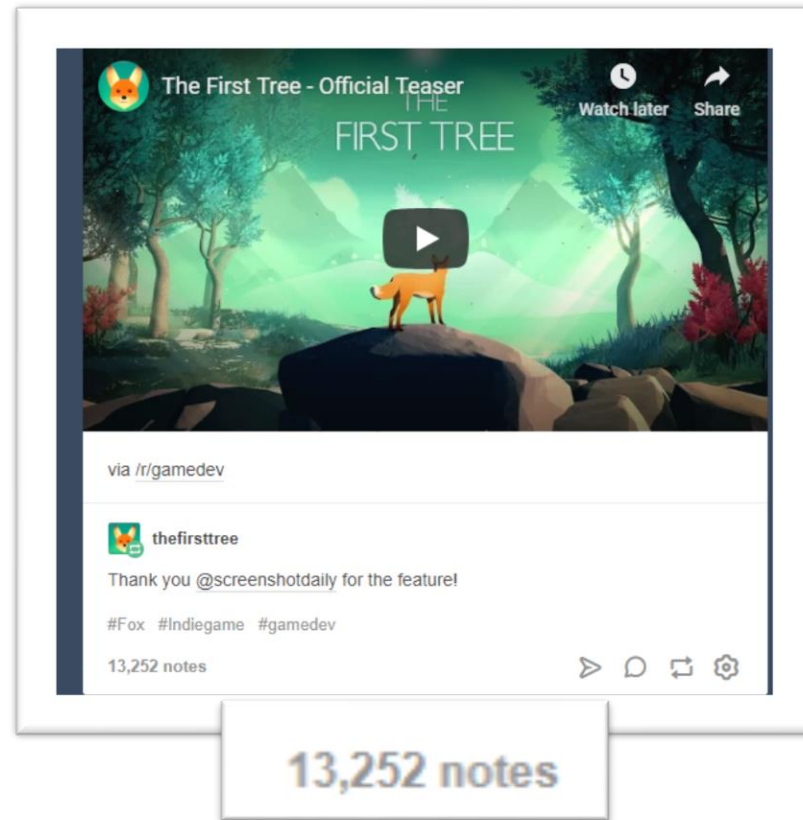 The First Tree - Official Teaser
Watch later
Share
THE
FIRST TREE
via /r/gamedev
thefirsttree
Thank you @screenshotdaily for the feature!
#Fox #Indiegame #gamedev
13,252 notes
13,252 notes